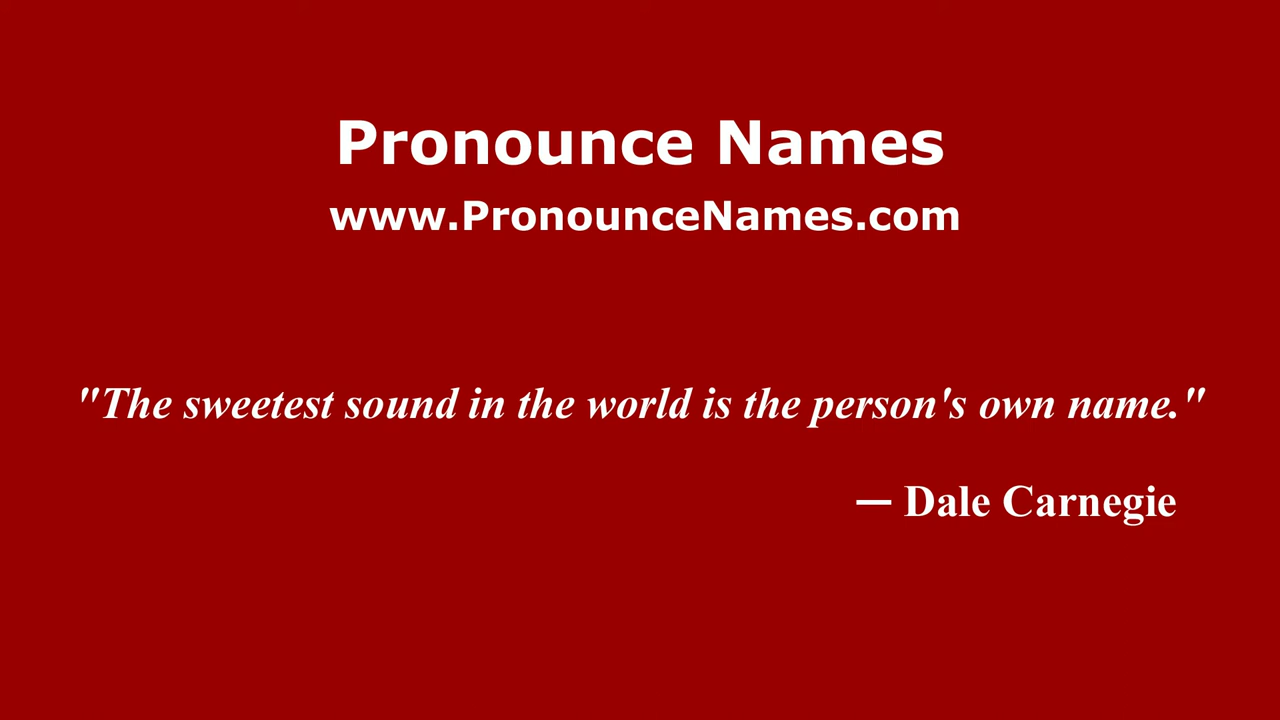 Pronounce Names
www.PronounceNames.com
"The sweetest sound in the world is the person's own name."
— Dale Carnegie